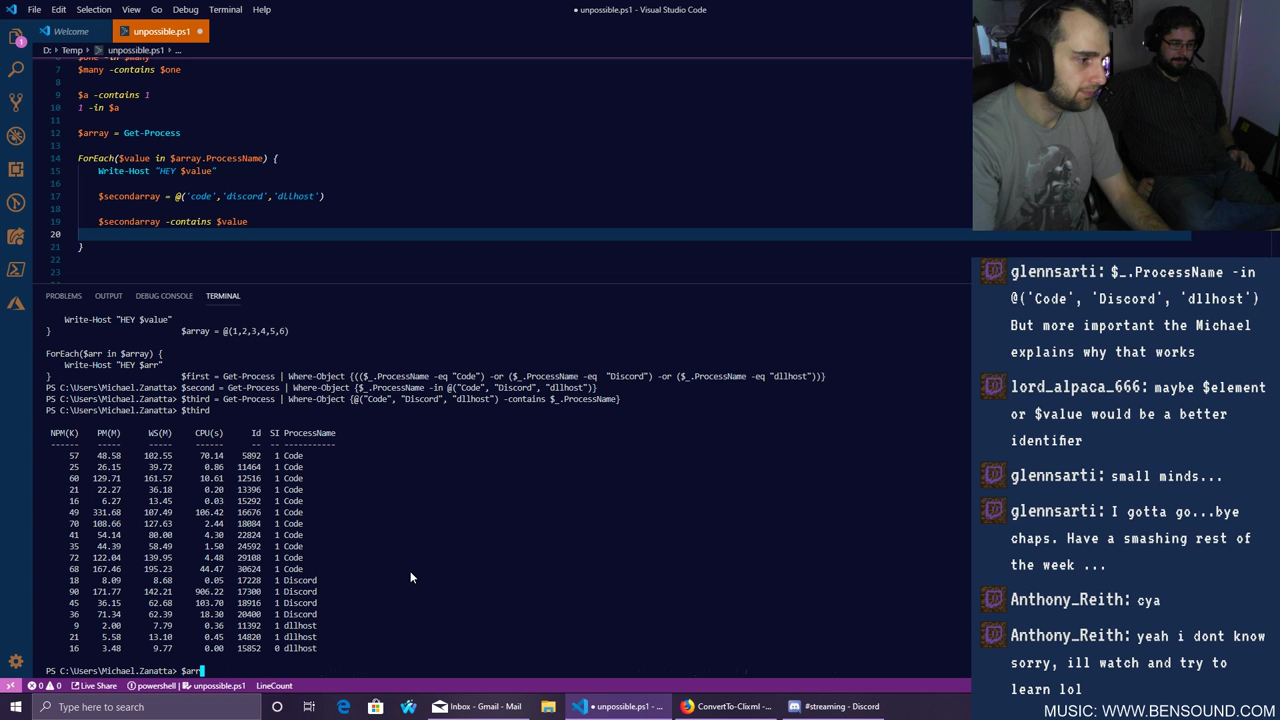 File Edit Selection View Go Debug Terminal Help
● unpossible.ps1 - Visual Studio Code
Welcome
unpossible.ps1 ●
D: > Temp > unpossible.ps1 > ...
7 $many -contains $one
8
9 $a -contains 1
10 1 -in $a
12 $array = Get-Process
14 ForEach($value in $array.ProcessName) {
15 Write-Host "HEY $value"
16
17 $secondarray = @('code','discord','dllhost')
18
19 $secondarray -contains $value
20
21 }
22
23
PROBLEMS OUTPUT DEBUG CONSOLE TERMINAL
Write-Host "HEY $value"
} $array = @(1,2,3,4,5,6)
ForEach($arr in $array) {
Write-Host "HEY $arr"
} $first = Get-Process | Where-Object {(($_.ProcessName -eq "Code") -or ($_.ProcessName -eq "Discord") -or ($_.ProcessName -eq "dllhost"))}
PS C:\Users\Michael.Zanatta> $second = Get-Process | Where-Object {$_.ProcessName -in @("Code", "Discord", "dllhost")}
PS C:\Users\Michael.Zanatta> $third = Get-Process | Where-Object {@("Code", "Discord", "dllhost") -contains $_.ProcessName}
PS C:\Users\Michael.Zanatta> $third
NPM(K) PM(M) WS(M) CPU(s) Id SI ProcessName
------ ----- ----- ------ -- -- -----------
57 48.58 102.55 70.14 5892 1 Code
25 26.15 39.72 0.86 11464 1 Code
60 129.71 161.57 10.61 12516 1 Code
21 22.27 36.18 0.20 13396 1 Code
16 6.27 13.45 0.03 15292 1 Code
49 331.68 107.49 106.42 16676 1 Code
70 108.66 127.63 2.44 18084 1 Code
41 54.14 80.00 4.30 22824 1 Code
35 44.39 58.49 1.50 24592 1 Code
72 122.04 139.95 4.48 29108 1 Code
68 167.46 195.23 44.47 30624 1 Code
18 8.09 8.68 0.05 17228 1 Discord
90 171.77 142.21 906.22 17300 1 Discord
45 36.15 62.68 103.70 18916 1 Discord
36 71.34 62.39 18.30 20400 1 Discord
9 2.00 7.79 0.36 11392 1 dllhost
21 5.58 13.10 0.45 14820 1 dllhost
16 3.48 9.77 0.00 15852 0 dllhost
PS C:\Users\Michael.Zanatta> $arr
0 0 Live Share powershell | unpossible.ps1 LineCount
Type here to search
Inbox - Gmail - Mail
● unpossible.ps1 - ...
ConvertTo-Clixml - ...
#streaming - Discord
glennsarti: $_.ProcessName -in
@('Code', 'Discord', 'dllhost')
But more important the Michael
explains why that works
lord_alpaca_666: maybe $element
or $value would be a better
identifier
glennsarti: small minds...
glennsarti: I gotta go...bye
chaps. Have a smashing rest of
the week ...
Anthony_Reith: cya
Anthony_Reith: yeah i dont know
sorry, ill watch and try to
learn lol
MUSIC: WWW.BENSOUND.COM